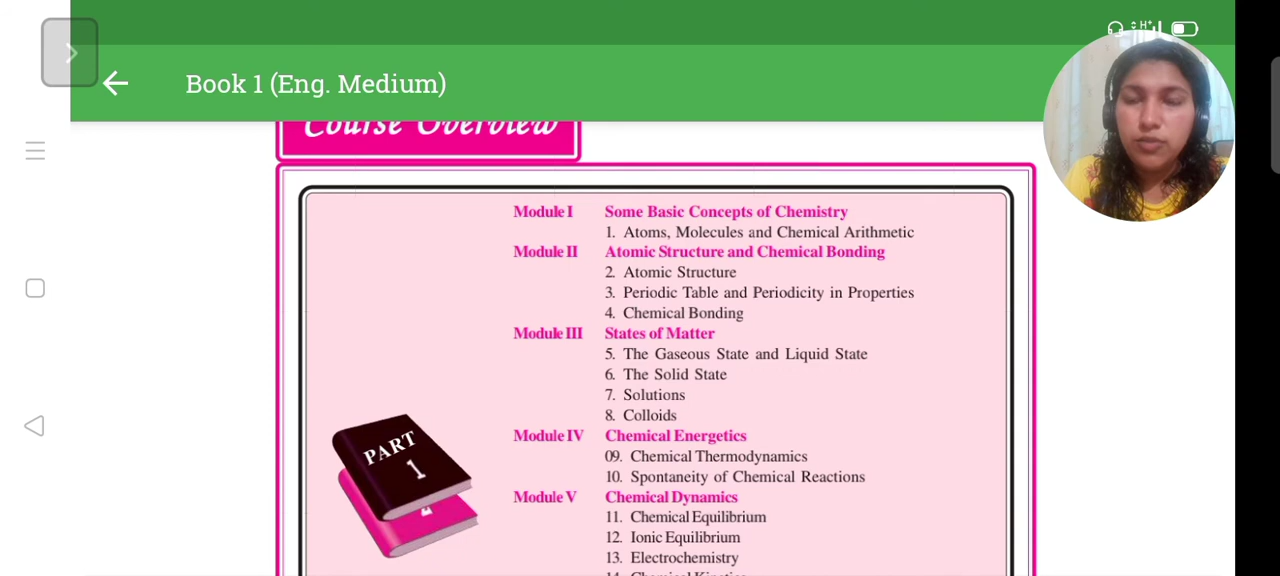 H+
Book 1 (Eng. Medium)
Course Overview
Module I Some Basic Concepts of Chemistry
1. Atoms, Molecules and Chemical Arithmetic
Module II Atomic Structure and Chemical Bonding
2. Atomic Structure
3. Periodic Table and Periodicity in Properties
4. Chemical Bonding
Module III States of Matter
5. The Gaseous State and Liquid State
6. The Solid State
7. Solutions
8. Colloids
PART
1
Module IV Chemical Energetics
09. Chemical Thermodynamics
10. Spontaneity of Chemical Reactions
Module V Chemical Dynamics
11. Chemical Equilibrium
12. Ionic Equilibrium
13. Electrochemistry
14. Chemical Kinetics